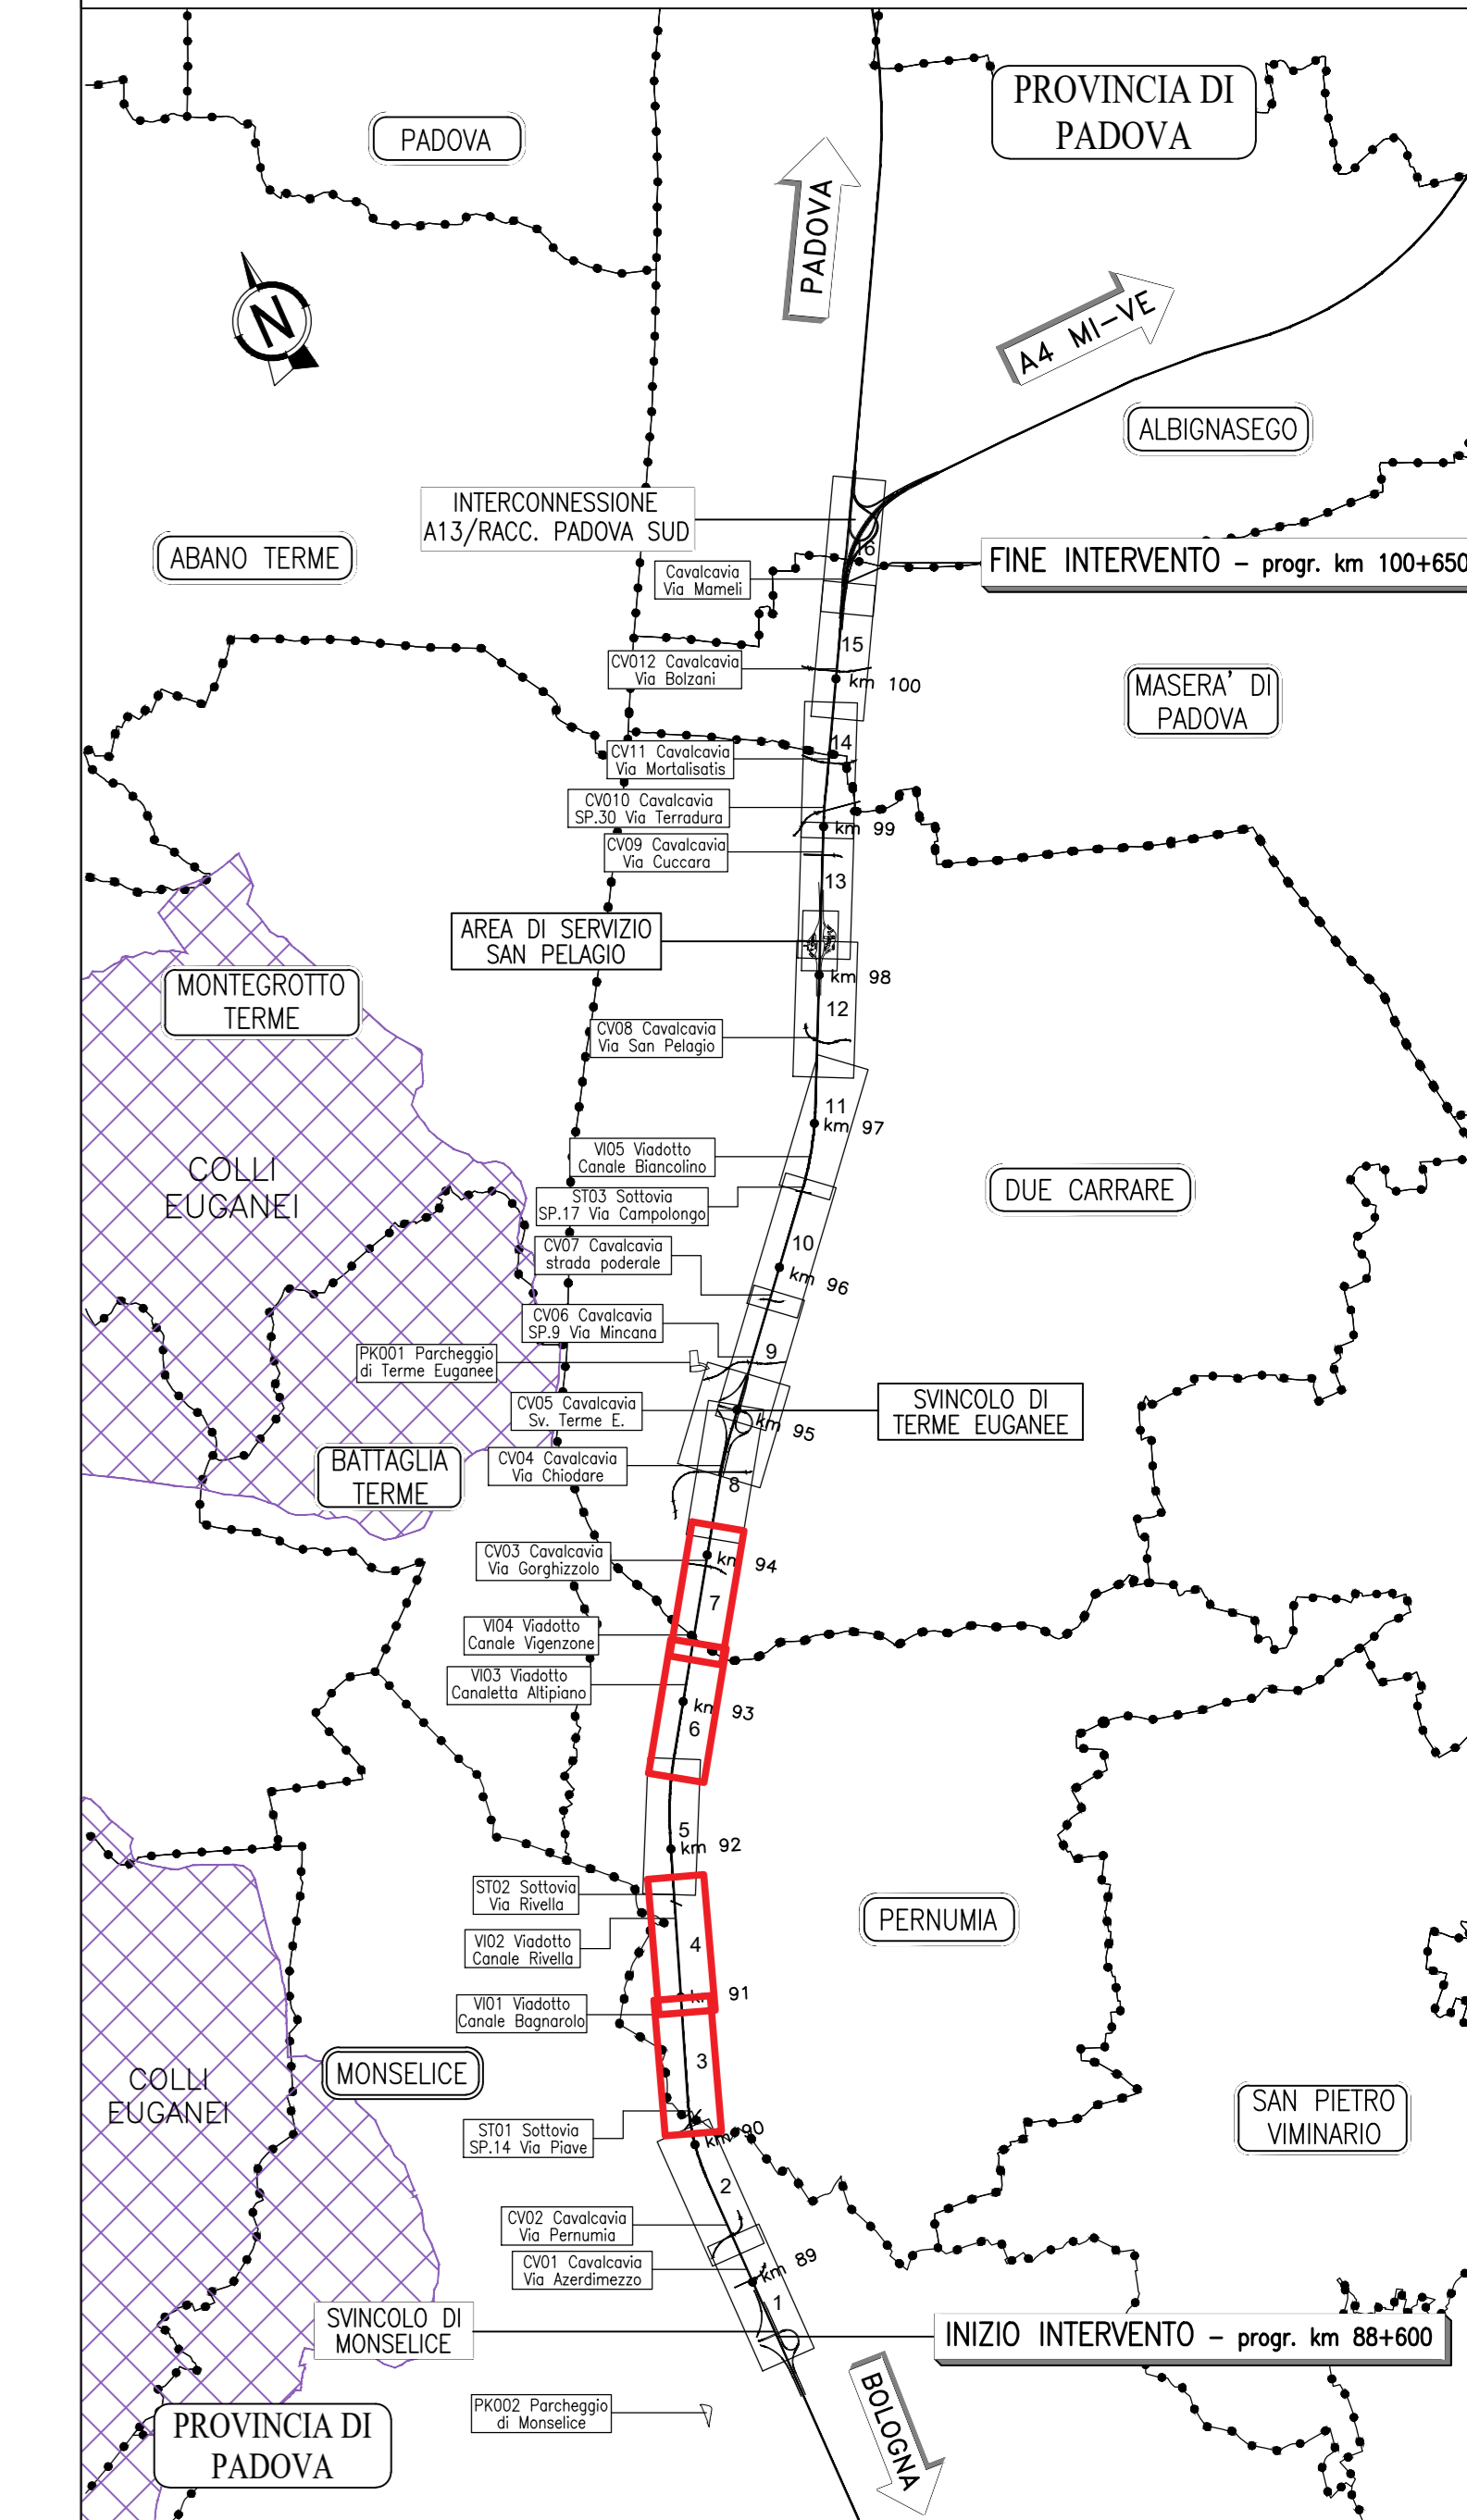 PROVINCIA DI
PADOVA
PADOVA
PADOVA
N
A4 MI-VE
ALBIGNASEGO
INTERCONNESSIONE
A13/RACC. PADOVA SUD
ABANO TERME
16
FINE INTERVENTO - progr. km 100+650
Cavalcavia
Via Mameli
15
CV012 Cavalcavia
Via Bolzani
km 100
MASERA' DI
PADOVA
14
CV11 Cavalcavia
Via Mortalisatis
CV010 Cavalcavia
SP.30 Via Terradura
km 99
CV09 Cavalcavia
Via Cuccara
13
AREA DI SERVIZIO
SAN PELAGIO
km 98
MONTEGROTTO
TERME
12
CV08 Cavalcavia
Via San Pelagio
11
km 97
VI05 Viadotto
Canale Biancolino
COLLI
EUGANEI
DUE CARRARE
ST03 Sottovia
SP.17 Via Campolongo
10
CV07 Cavalcavia
strada poderale
km 96
CV06 Cavalcavia
SP.9 Via Mincana
9
PK001 Parcheggio
di Terme Euganee
CV05 Cavalcavia
Sv. Terme E.
SVINCOLO DI
TERME EUGANEE
km 95
BATTAGLIA
TERME
CV04 Cavalcavia
Via Chiodare
8
CV03 Cavalcavia
Via Gorghizzolo
km 94
7
VI04 Viadotto
Canale Vigenzone
VI03 Viadotto
Canaletta Altipiano
km 93
6
5
km 92
ST02 Sottovia
Via Rivella
PERNUMIA
VI02 Viadotto
Canale Rivella
4
km 91
VI01 Viadotto
Canale Bagnarolo
3
MONSELICE
COLLI
EUGANEI
SAN PIETRO
VIMINARIO
ST01 Sottovia
SP.14 Via Piave
km 90
2
CV02 Cavalcavia
Via Pernumia
CV01 Cavalcavia
Via Azerdimezzo
km 89
1
SVINCOLO DI
MONSELICE
INIZIO INTERVENTO - progr. km 88+600
BOLOGNA
PK002 Parcheggio
di Monselice
PROVINCIA DI
PADOVA